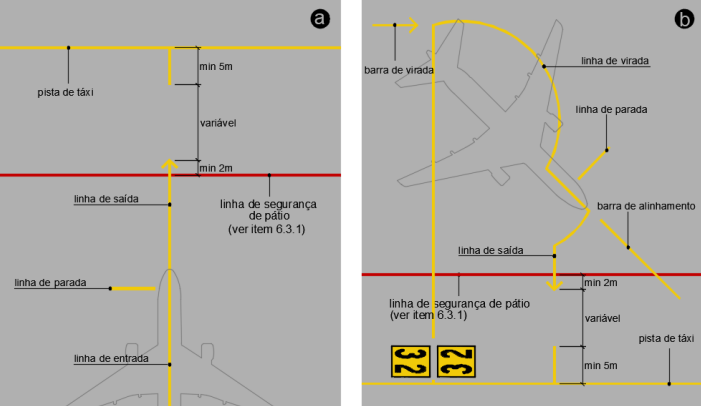 a
min 5m
pista de táxi
variável
min 2m
linha de saída
linha de segurança
de pátio
(ver item 6.3.1)
linha de parada
linha de entrada
b
barra de virada
linha de virada
linha de parada
barra de alinhamento
linha de saída
min 2m
linha de segurança de pátio
(ver item 6.3.1)
variável
pista de táxi
32
23
min 5m